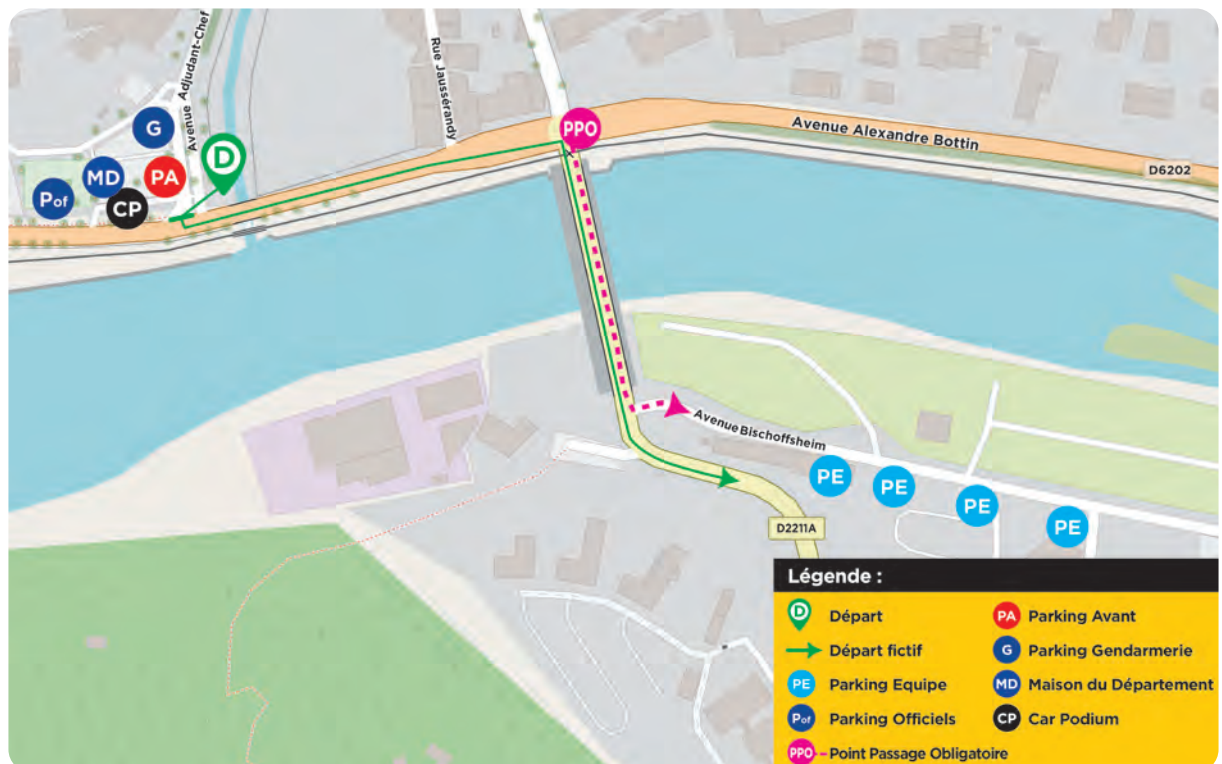 Avenue Adjudant-Chef
Rue Jaussérandy
PPO
Avenue Alexandre Bottin
D6202
G
D
MD
PA
Pof
CP
Avenue Bischoffsheim
PE
PE
PE
PE
D2211A
Légende :
D Départ
Départ fictif
PE Parking Equipe
Pof Parking Officiels
PPO Point Passage Obligatoire
PA Parking Avant
G Parking Gendarmerie
MD Maison du Département
CP Car Podium